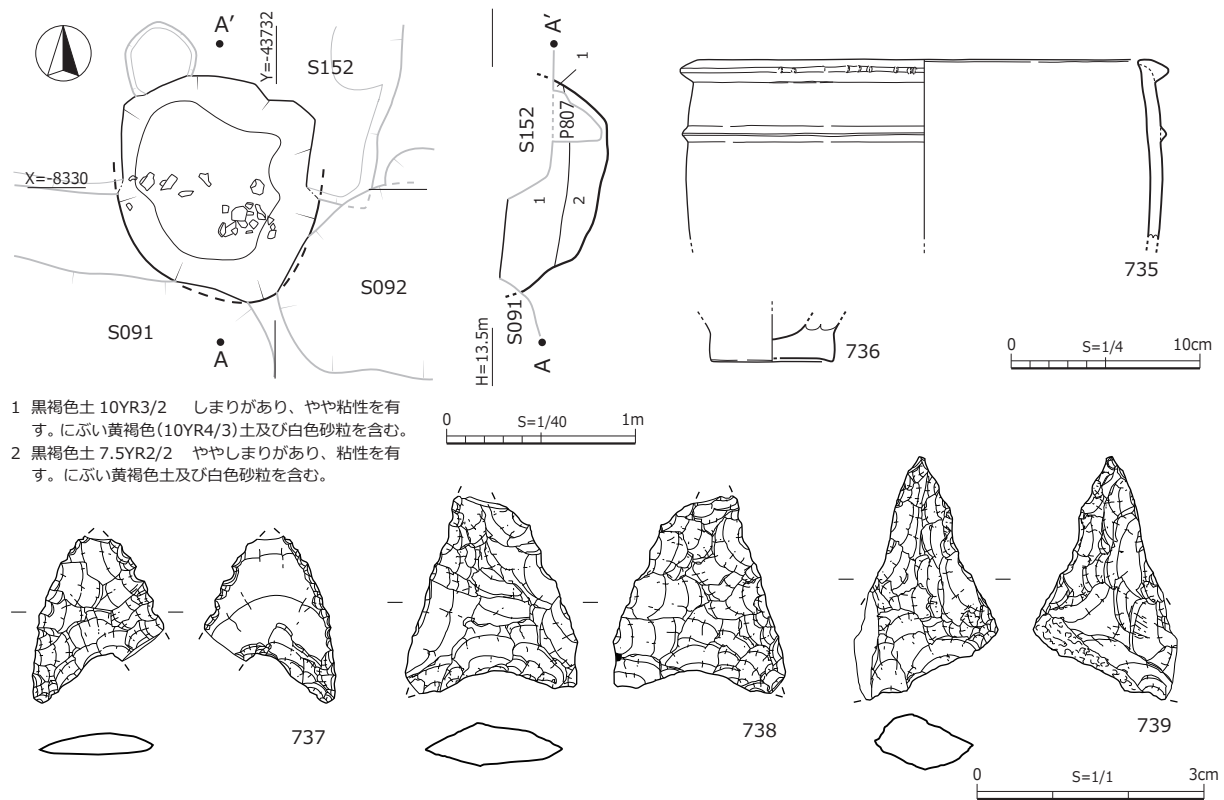 A'
Y=-43732
S152
X=-8330
S092
S091
A
A'
1
S152
P807
1
2
S091
H=13.5m
A
735
736
0 S=1/4 10cm
1 黒褐色土 10YR3/2 しまりがあり、やや粘性を有
す。にぶい黄褐色(10YR4/3)土及び白色砂粒を含む。
2 黒褐色土 7.5YR2/2 ややしまりがあり、粘性を有
す。にぶい黄褐色土及び白色砂粒を含む。
0 S=1/40 1m
737
738
739
0 S=1/1 3cm